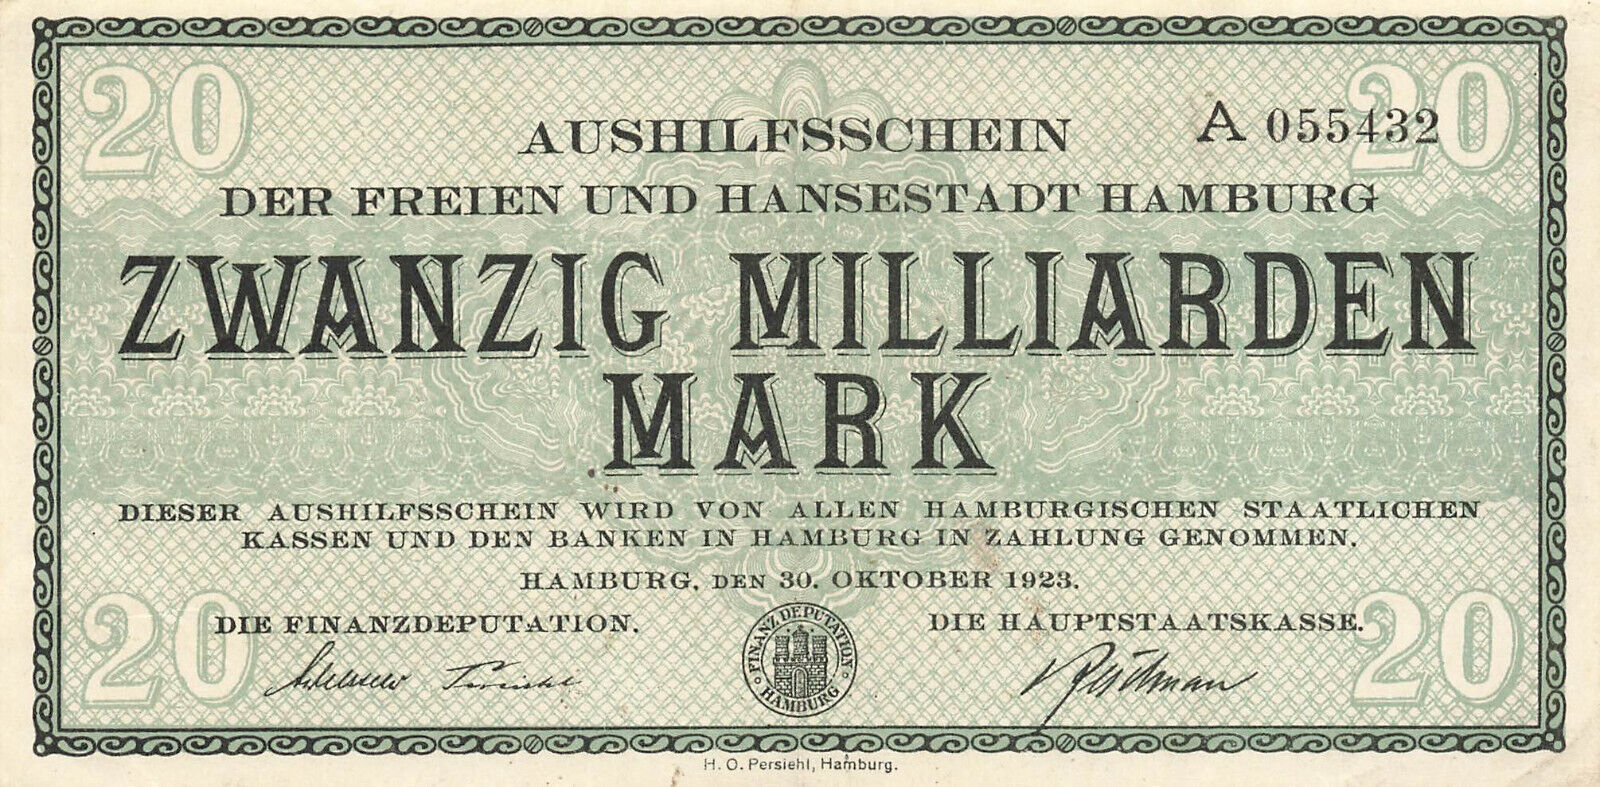 20 20
A 055432
AUSHILFSSCHEIN
DER FREIEN UND HANSESTADT HAMBURG
ZWANZIG MILLIARDEN
MARK
DIESER AUSHILFSSCHEIN WIRD VON ALLEN HAMBURGISCHEN STAATLICHEN
KASSEN UND DEN BANKEN IN HAMBURG IN ZAHLUNG GENOMMEN.
HAMBURG, DEN 30. OKTOBER 1923.
20 20
DIE FINANZDEPUTATION. DIE HAUPTSTAATSKASSE.
FINANZDEPUTATION
HAMBURG
H. O. Persiehl, Hamburg.